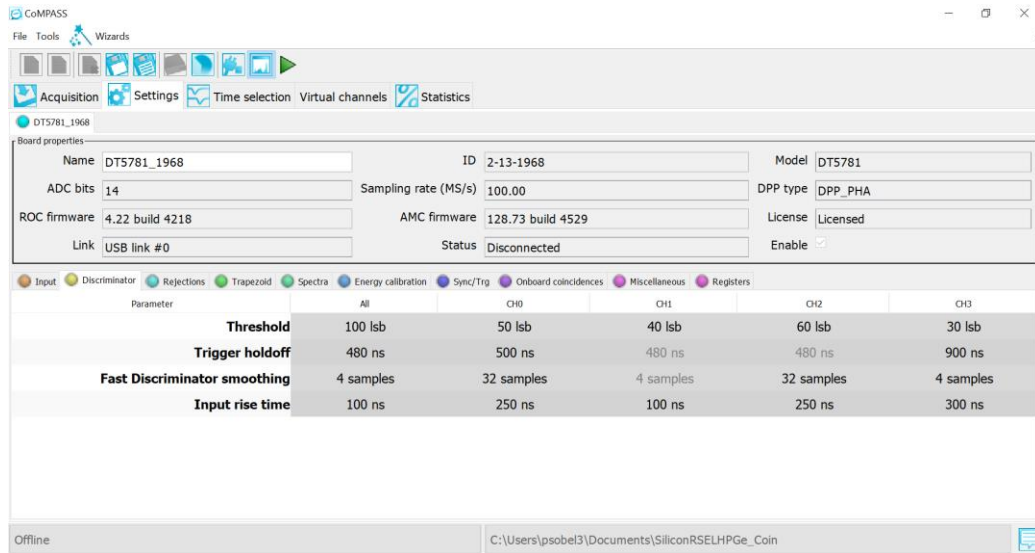 CoMPASS
File Tools Wizards
Acquisition Settings Time selection Virtual channels Statistics
DT5781_1968
Board properties
Name DT5781_1968 ID 2-13-1968 Model DT5781
ADC bits 14 Sampling rate (MS/s) 100.00 DPP type DPP_PHA
ROC firmware 4.22 build 4218 AMC firmware 128.73 build 4529 License Licensed
Link USB link #0 Status Disconnected Enable
Input Discriminator Rejections Trapezoid Spectra Energy calibration Sync/Trg Onboard coincidences Miscellaneous Registers
Parameter All CH0 CH1 CH2 CH3
Threshold 100 lsb 50 lsb 40 lsb 60 lsb 30 lsb
Trigger holdoff 480 ns 500 ns 480 ns 480 ns 900 ns
Fast Discriminator smoothing 4 samples 32 samples 4 samples 32 samples 4 samples
Input rise time 100 ns 250 ns 100 ns 250 ns 300 ns
Offline C:\Users\psobel3\Documents\SiliconRSELHPGe_Coin